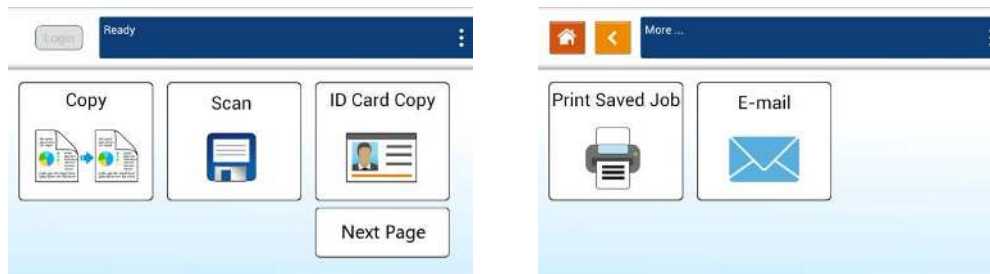 Login
Ready
Copy
Scan
ID Card Copy
Next Page
More ...
Print Saved Job
E-mail